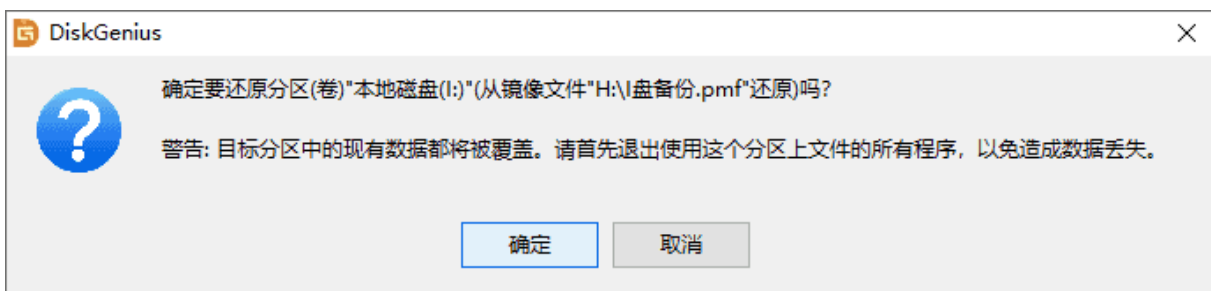 DiskGenius
确定要还原分区(卷)"本地磁盘(I:)"(从镜像文件"H:\I盘备份.pmf"还原)吗?
警告: 目标分区中的现有数据都将被覆盖。请首先退出使用这个分区上文件的所有程序，以免造成数据丢失。
确定
取消